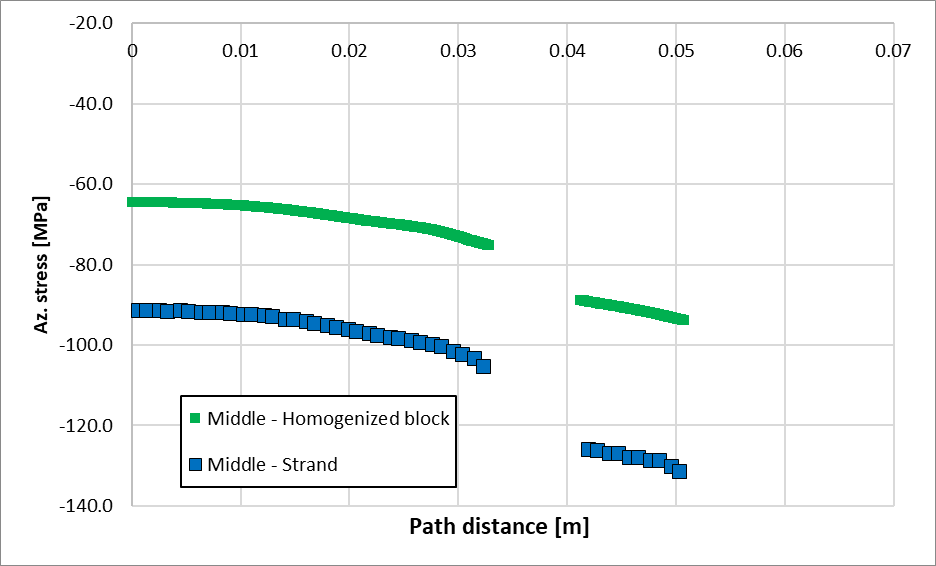 -20.0
0 0.01 0.02 0.03 0.04 0.05 0.06 0.07
-40.0
-60.0
-80.0
-100.0
-120.0
-140.0
Az. stress [MPa]
Middle - Homogenized block
Middle - Strand
Path distance [m]